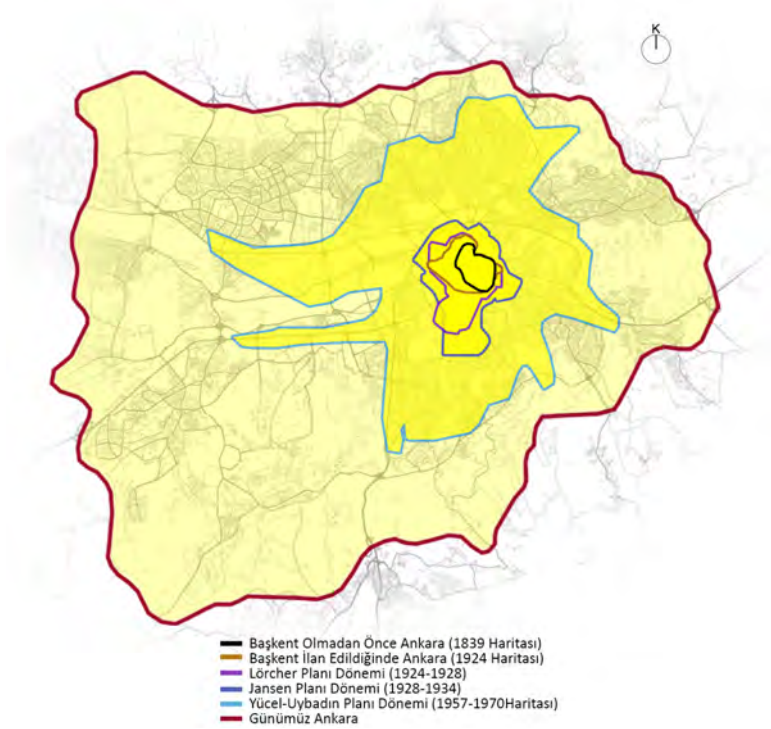 K
Başkent Olmadan Önce Ankara (1839 Haritası)
Başkent İlan Edildiğinde Ankara (1924 Haritası)
Lörcher Planı Dönemi (1924-1928)
Jansen Planı Dönemi (1928-1934)
Yücel-Uybadın Planı Dönemi (1957-1970Haritası)
Günümüz Ankara